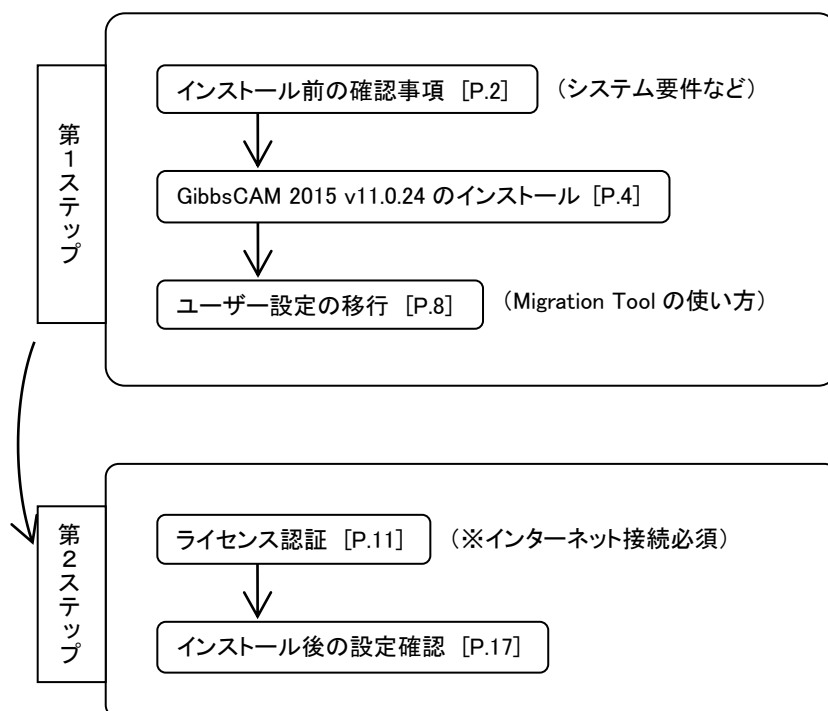 第1ステップ
インストール前の確認事項 [P.2] (システム要件など)
GibbsCAM 2015 v11.0.24 のインストール [P.4]
ユーザー設定の移行 [P.8] (Migration Tool の使い方)
第2ステップ
ライセンス認証 [P.11] (※インターネット接続必須)
インストール後の設定確認 [P.17]